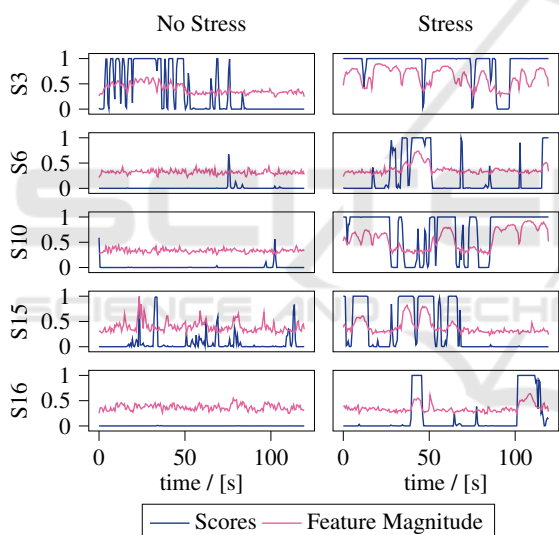 No Stress Stress
S3 1 0.5 0
S6 1 0.5 0
S10 1 0.5 0
S15 1 0.5 0
S16 1 0.5 0
0 50 100 0 50 100
time / [s] time / [s]
Scores Feature Magnitude